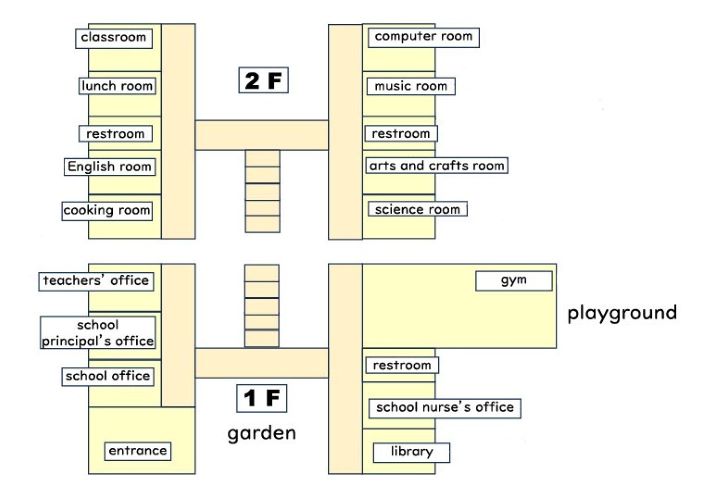 classroom
computer room
lunch room
2 F
music room
restroom
restroom
English room
arts and crafts room
cooking room
science room
teachers' office
gym
school
principal's office
playground
school office
restroom
1 F
school nurse's office
garden
entrance
library